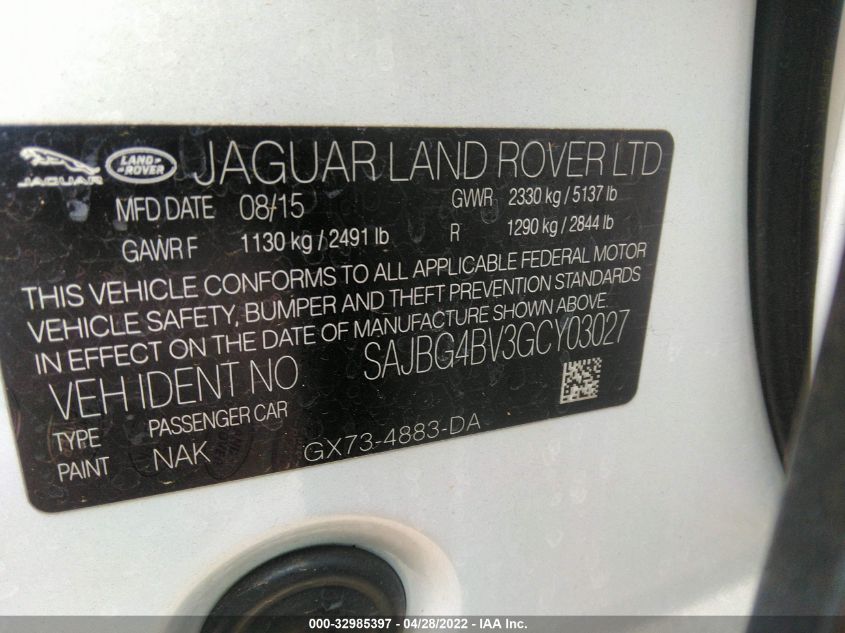 JAGUAR LAND-ROVER JAGUAR LAND ROVER LTD
MFD DATE 08/15 GVWR 2330 kg / 5137 lb
GAWR F 1130 kg / 2491 lb R 1290 kg / 2844 lb
THIS VEHICLE CONFORMS TO ALL APPLICABLE FEDERAL MOTOR
VEHICLE SAFETY, BUMPER AND THEFT PREVENTION STANDARDS
IN EFFECT ON THE DATE OF MANUFACTURE SHOWN ABOVE.
VEH IDENT NO SAJBG4BV3GCY03027
TYPE PASSENGER CAR
PAINT NAK GX73-4883-DA
000-32985397 - 04/28/2022 - IAA Inc.